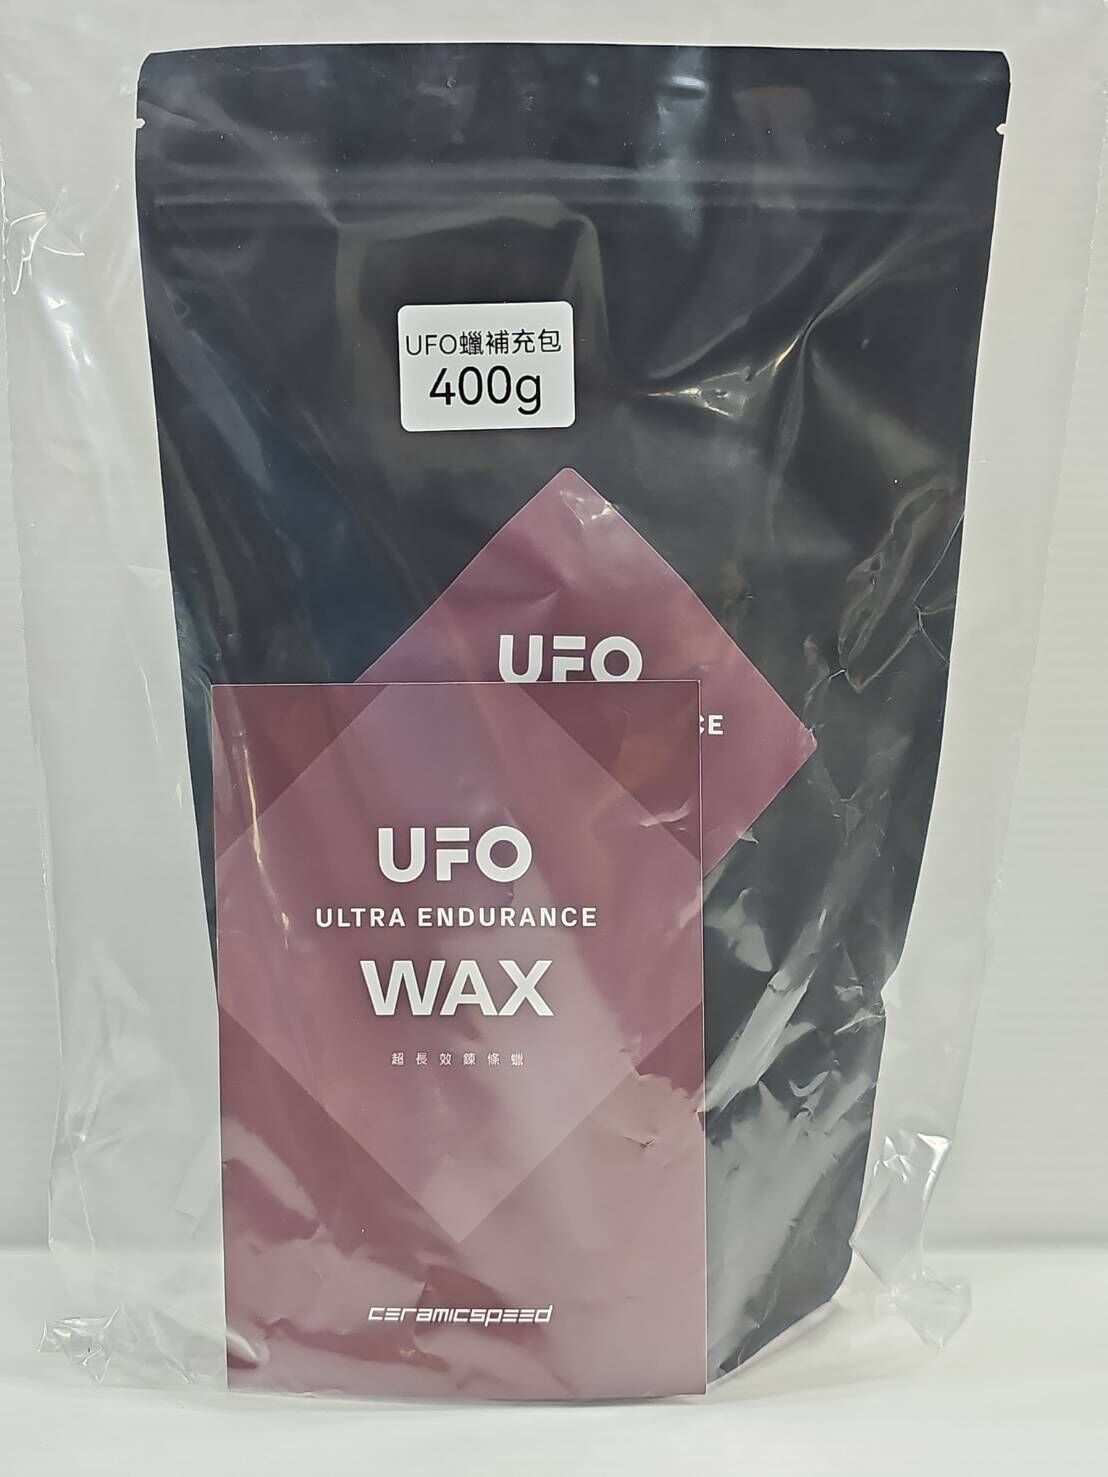 UFO蠟補充包
400g
UFO
CE
UFO
ULTRA ENDURANCE
WAX
超長效鍊條蠟
ceramicspeed